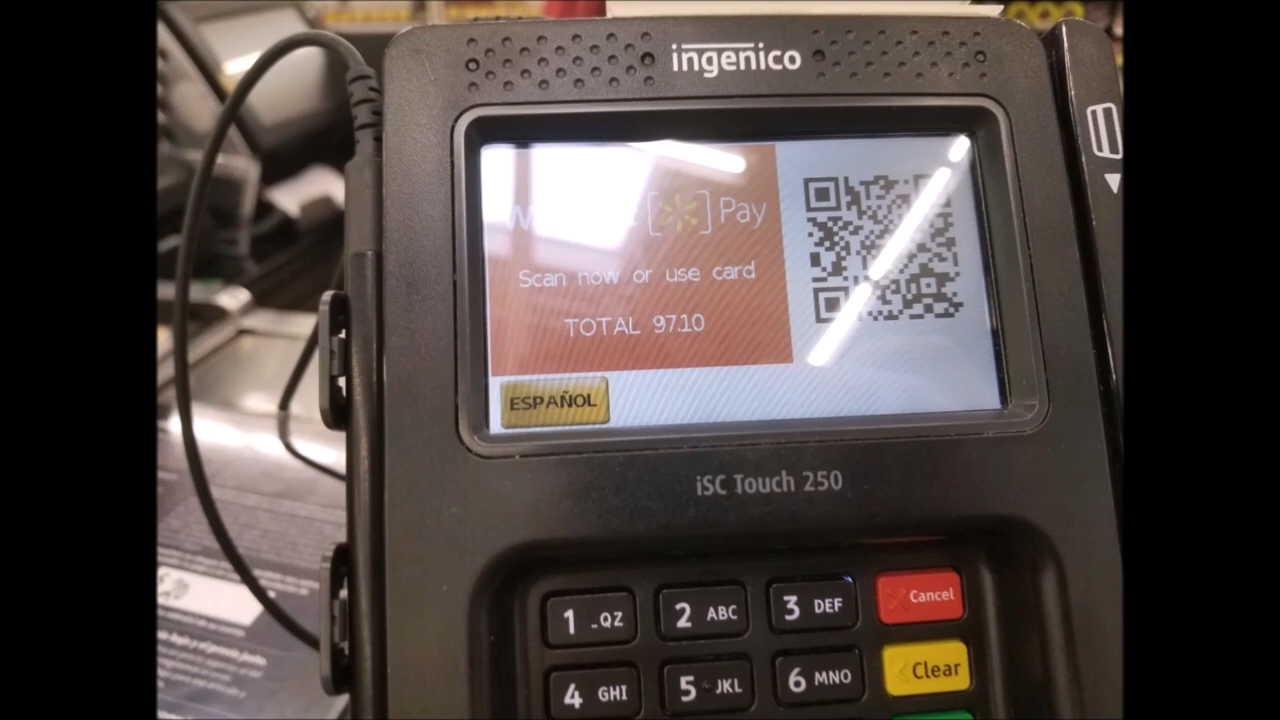 ingenico
Pay
Scan now or use card
TOTAL 97.10
ESPAÑOL
iSC Touch 250
1 -QZ
2 ABC
3 DEF
Cancel
4 GHI
5 JKL
6 MNO
Clear